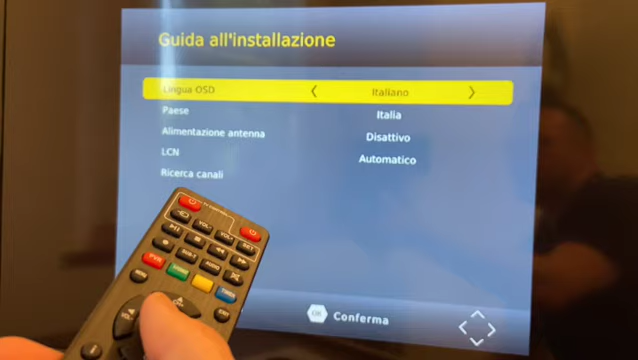 Guida all'installazione
Lingua OSD Italiano
Paese Italia
Alimentazione antenna Disattivo
LCN Automatico
Ricerca canali
OK Conferma